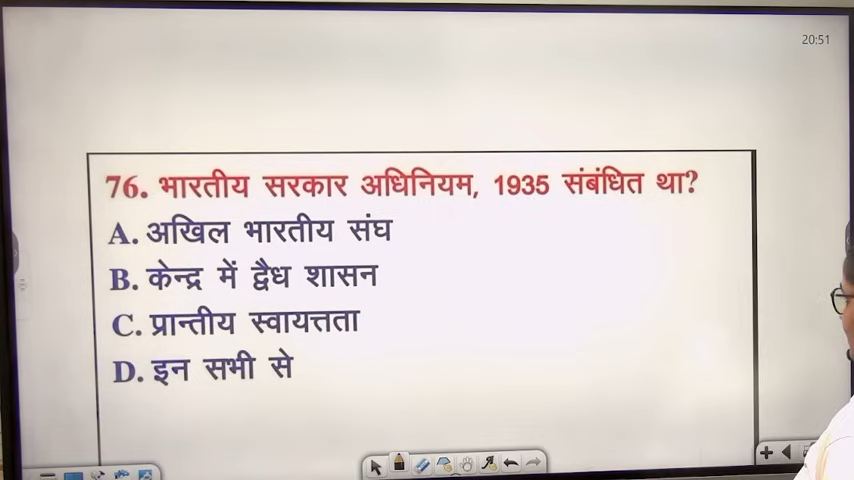 20:51
76. भारतीय सरकार अधिनियम, 1935 संबंधित था?
A. अखिल भारतीय संघ
B. केन्द्र में द्वैध शासन
C. प्रान्तीय स्वायत्तता
D. इन सभी से